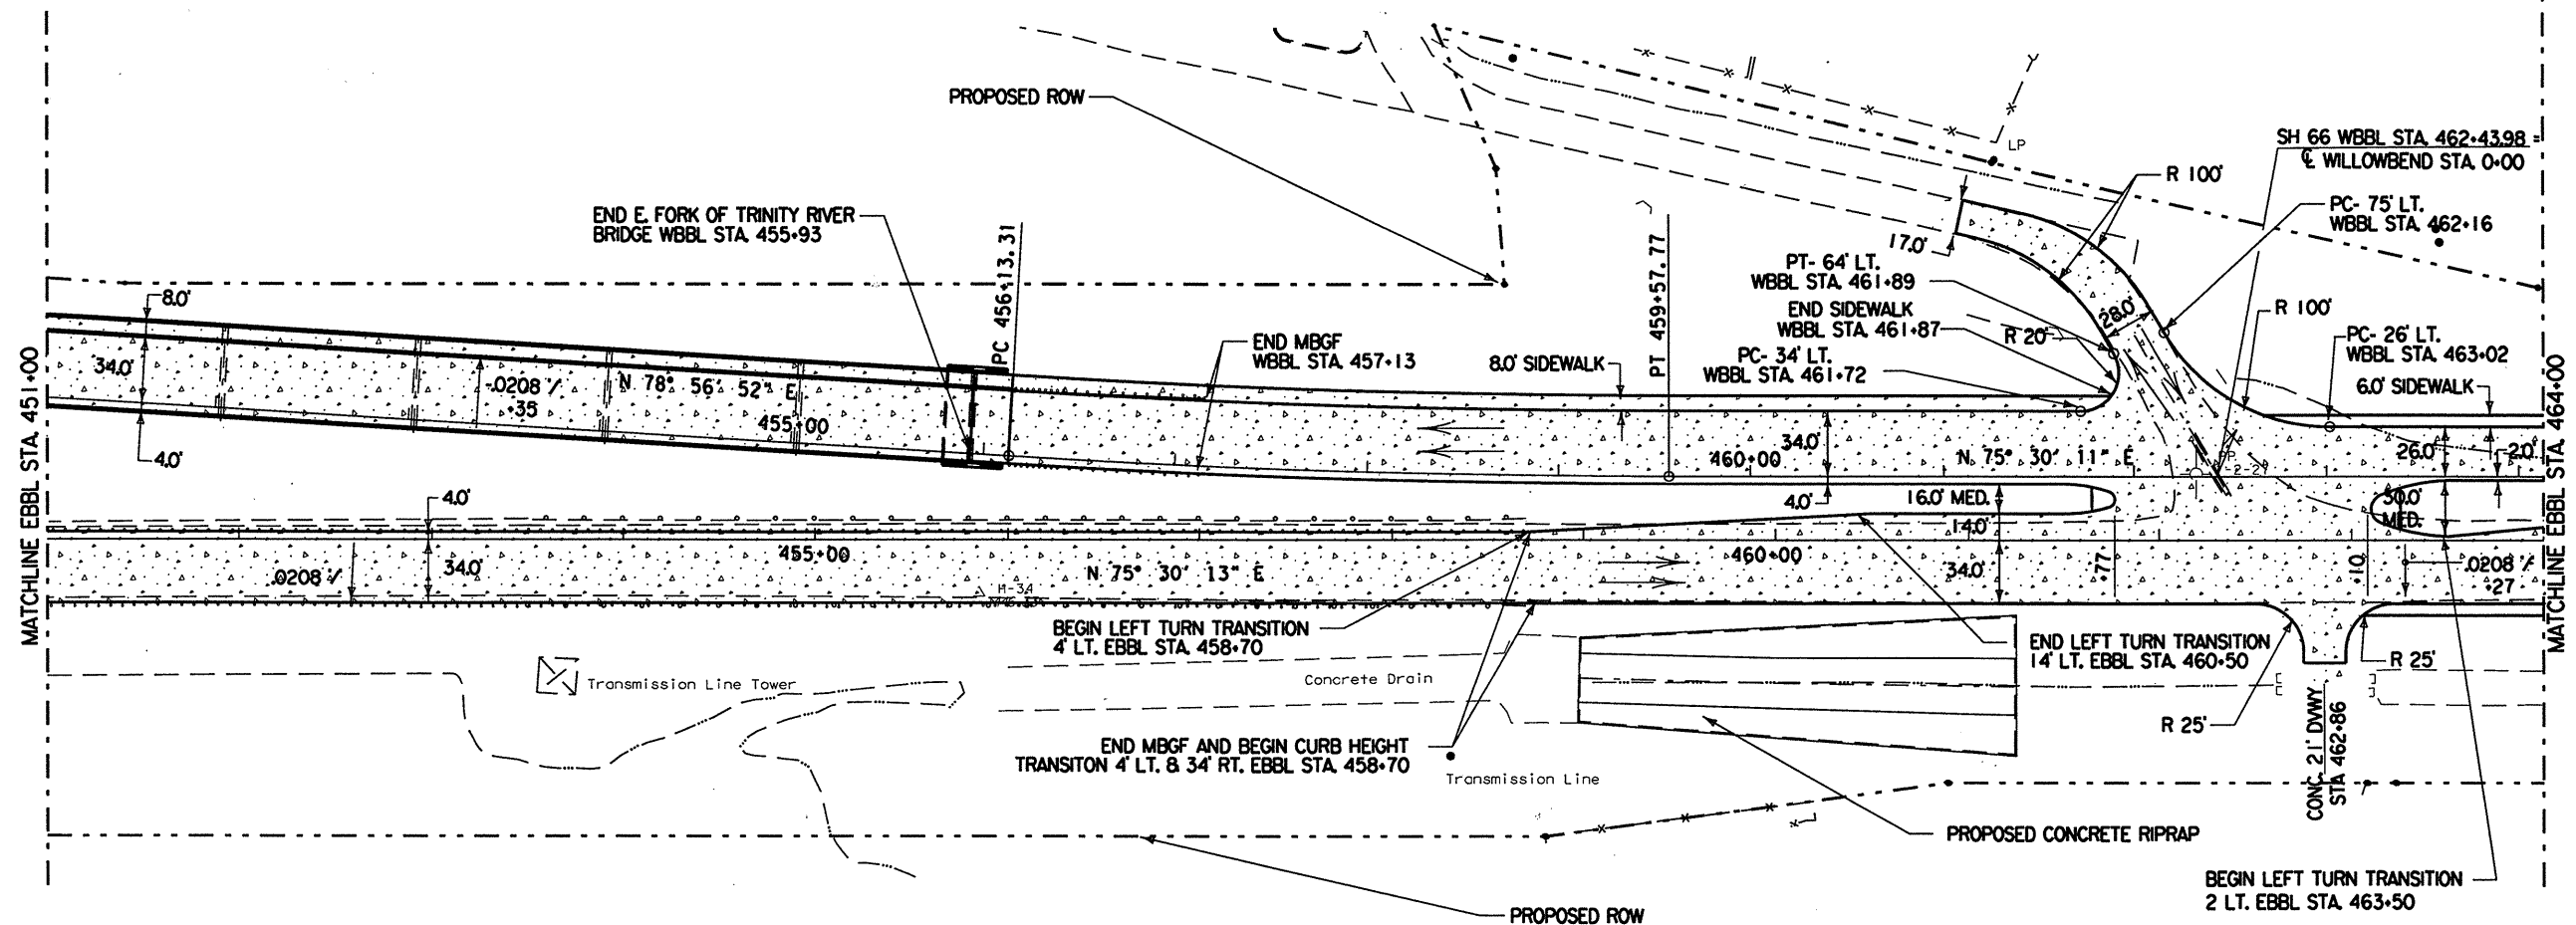 PROPOSED ROW
LP
SH 66 WBBL STA. 462+43.98 =
℄ WILLOWBEND STA. 0+00
R 100'
PC- 75' LT.
WBBL STA. 462+16
END E. FORK OF TRINITY RIVER
BRIDGE WBBL STA. 455+93
PC 456+13.31
PT 459+57.77
17.0'
PT- 64' LT.
WBBL STA. 461+89
END SIDEWALK
WBBL STA. 461+87
R 20'
28.0'
R 100'
PC- 34' LT.
WBBL STA. 461+72
PC- 26' LT.
WBBL STA. 463+02
6.0' SIDEWALK
8.0'
34.0'
4.0'
-.0208 '/'
+35
N 78° 56' 52" E
455+00
END MBGF
WBBL STA. 457+13
8.0' SIDEWALK
34.0'
460+00
N 75° 30' 11" E
26.0'
2.0'
4.0'
16.0' MED.
30.0'
MED.
MATCHLINE EBBL STA. 451+00
MATCHLINE EBBL STA. 464+00
4.0'
14.0'
455+00
460+00
.0208 '/'
34.0'
N 75° 30' 13" E
34.0'
+77
+10
.0208 '/'
+27
H-34
BEGIN LEFT TURN TRANSITION
4' LT. EBBL STA. 458+70
END LEFT TURN TRANSITION
14' LT. EBBL STA. 460+50
R 25'
Transmission Line Tower
Concrete Drain
R 25'
CONC. 21' DVWY
STA 462+86
END MBGF AND BEGIN CURB HEIGHT
TRANSITON 4' LT. & 34' RT. EBBL STA. 458+70
Transmission Line
PROPOSED CONCRETE RIPRAP
BEGIN LEFT TURN TRANSITION
2 LT. EBBL STA. 463+50
PROPOSED ROW